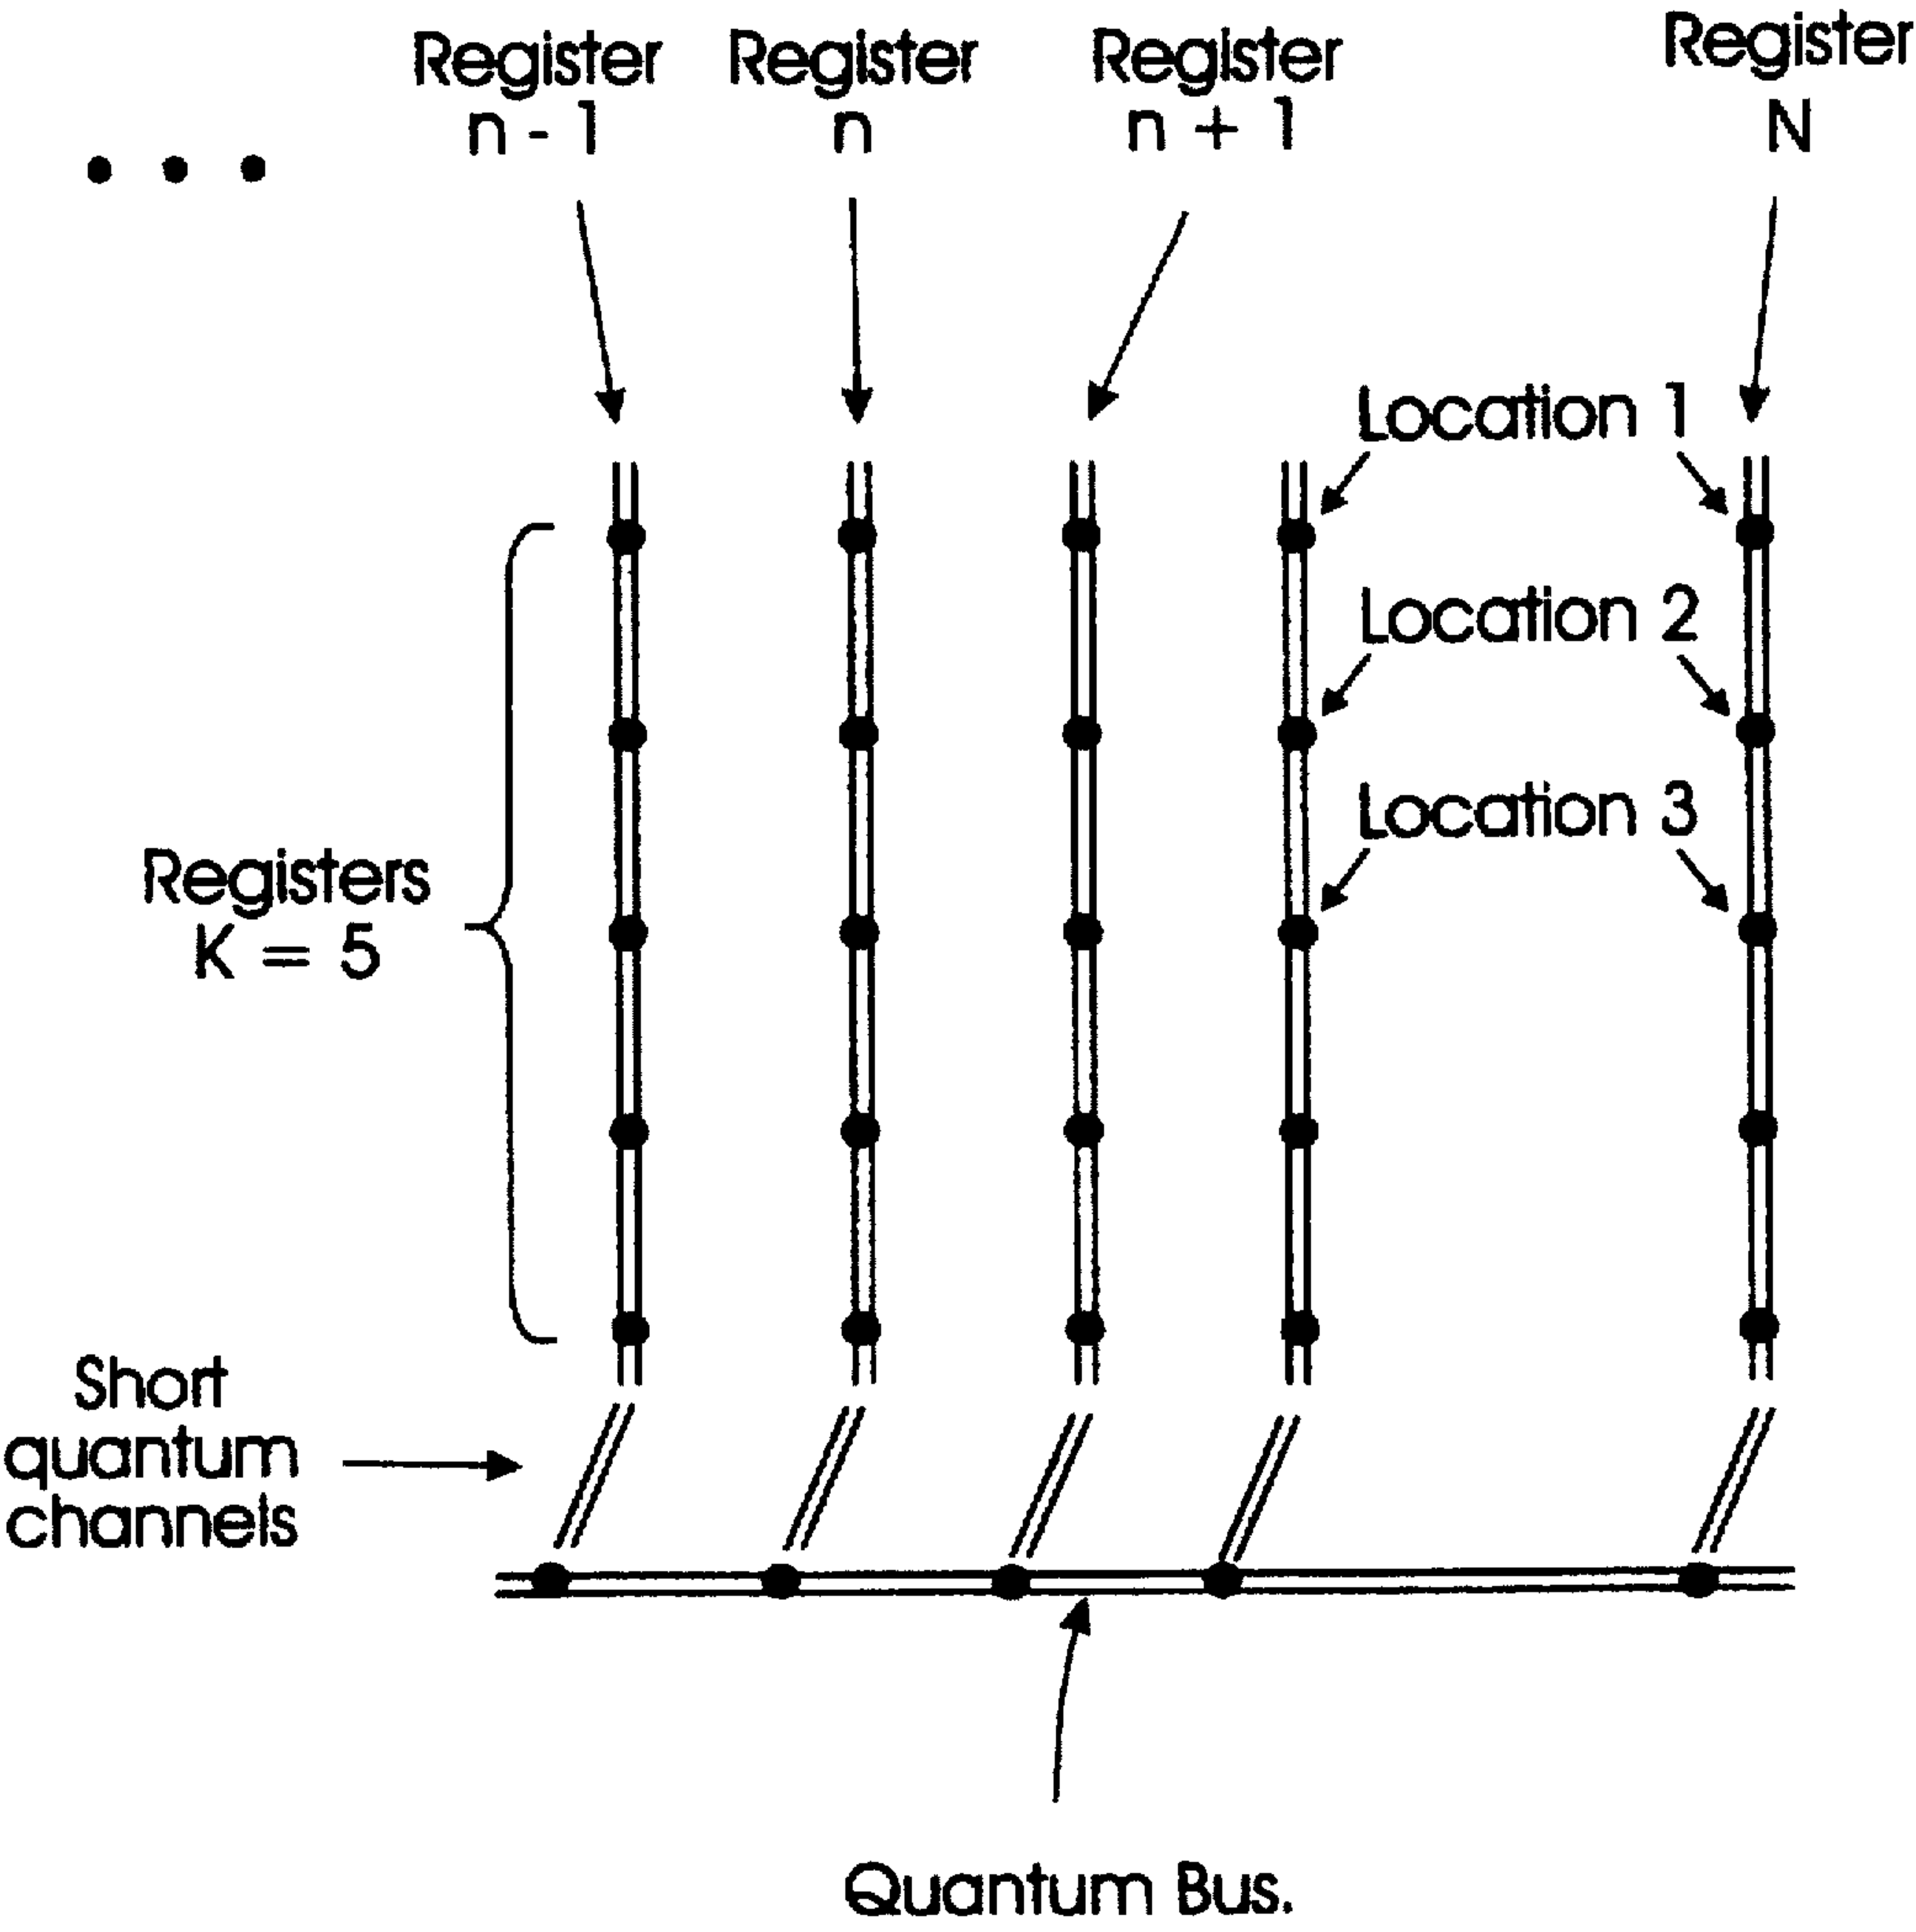 Register
n - 1
Register
n
Register
n + 1
Register
N
Location 1
Location 2
Location 3
Registers
K = 5
Short
quantum
channels
Quantum Bus.